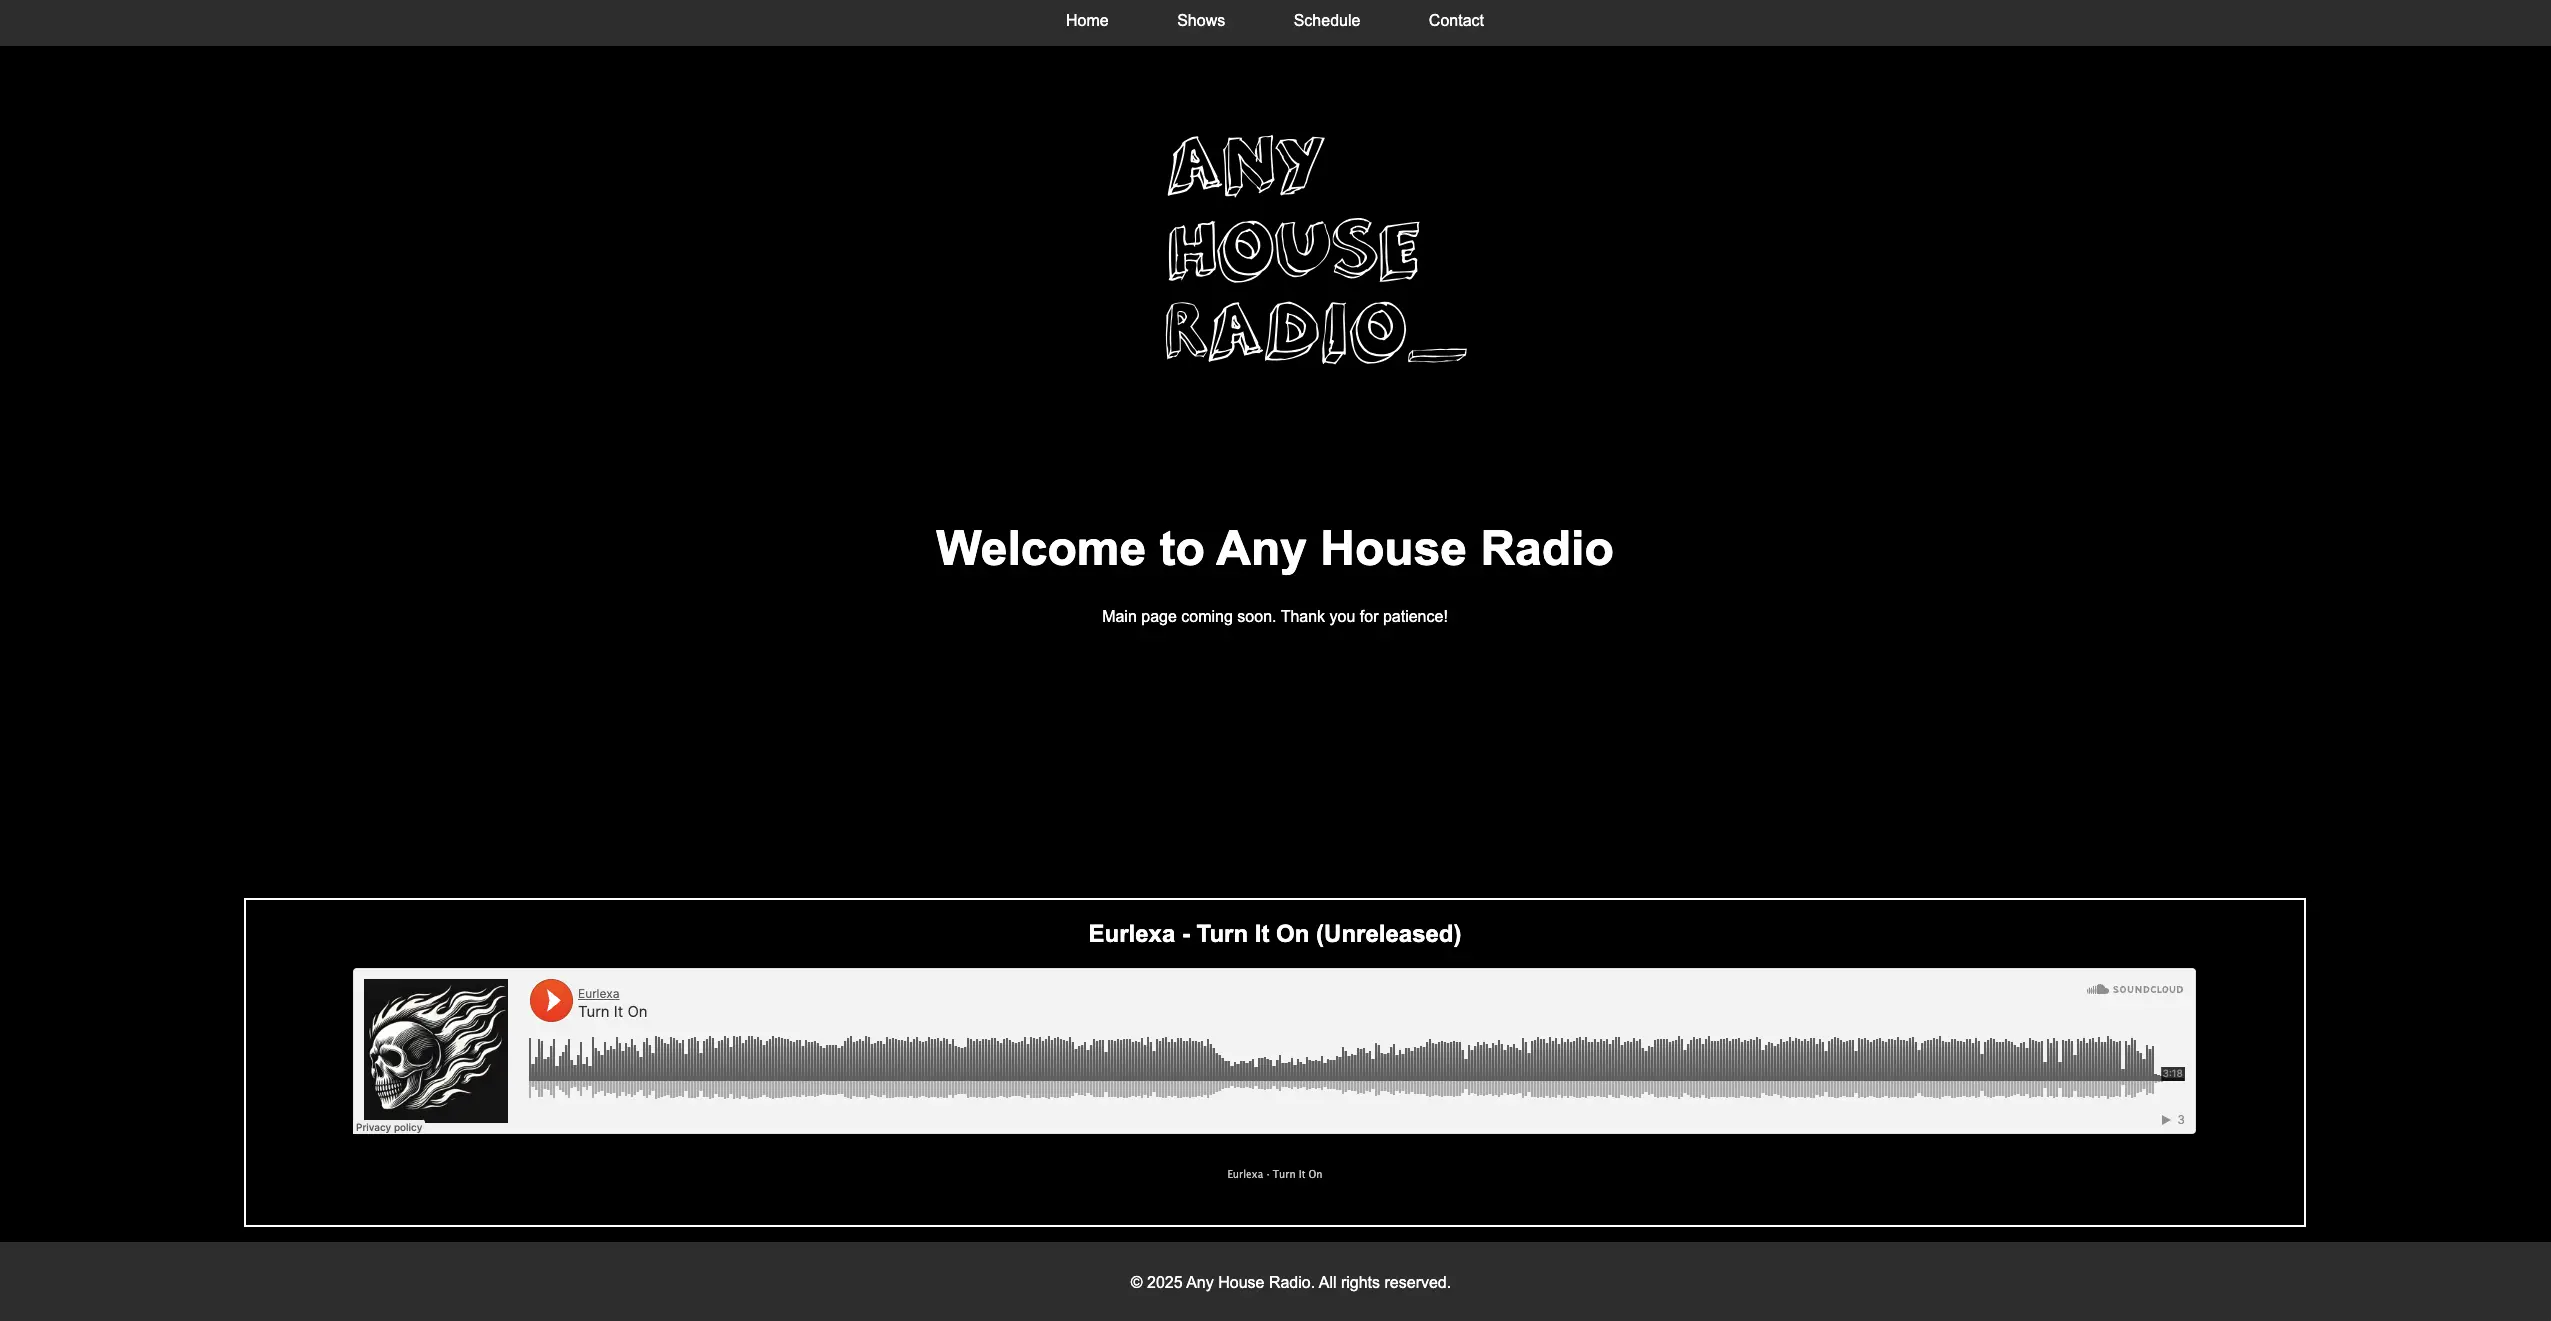 Home Shows Schedule Contact
ANY
HOUSE
RADIO_
Welcome to Any House Radio
Main page coming soon. Thank you for patience!
Eurlexa - Turn It On (Unreleased)
Eurlexa
Turn It On
SOUNDCLOUD
3:18
3
Privacy policy
Eurlexa · Turn It On
© 2025 Any House Radio. All rights reserved.